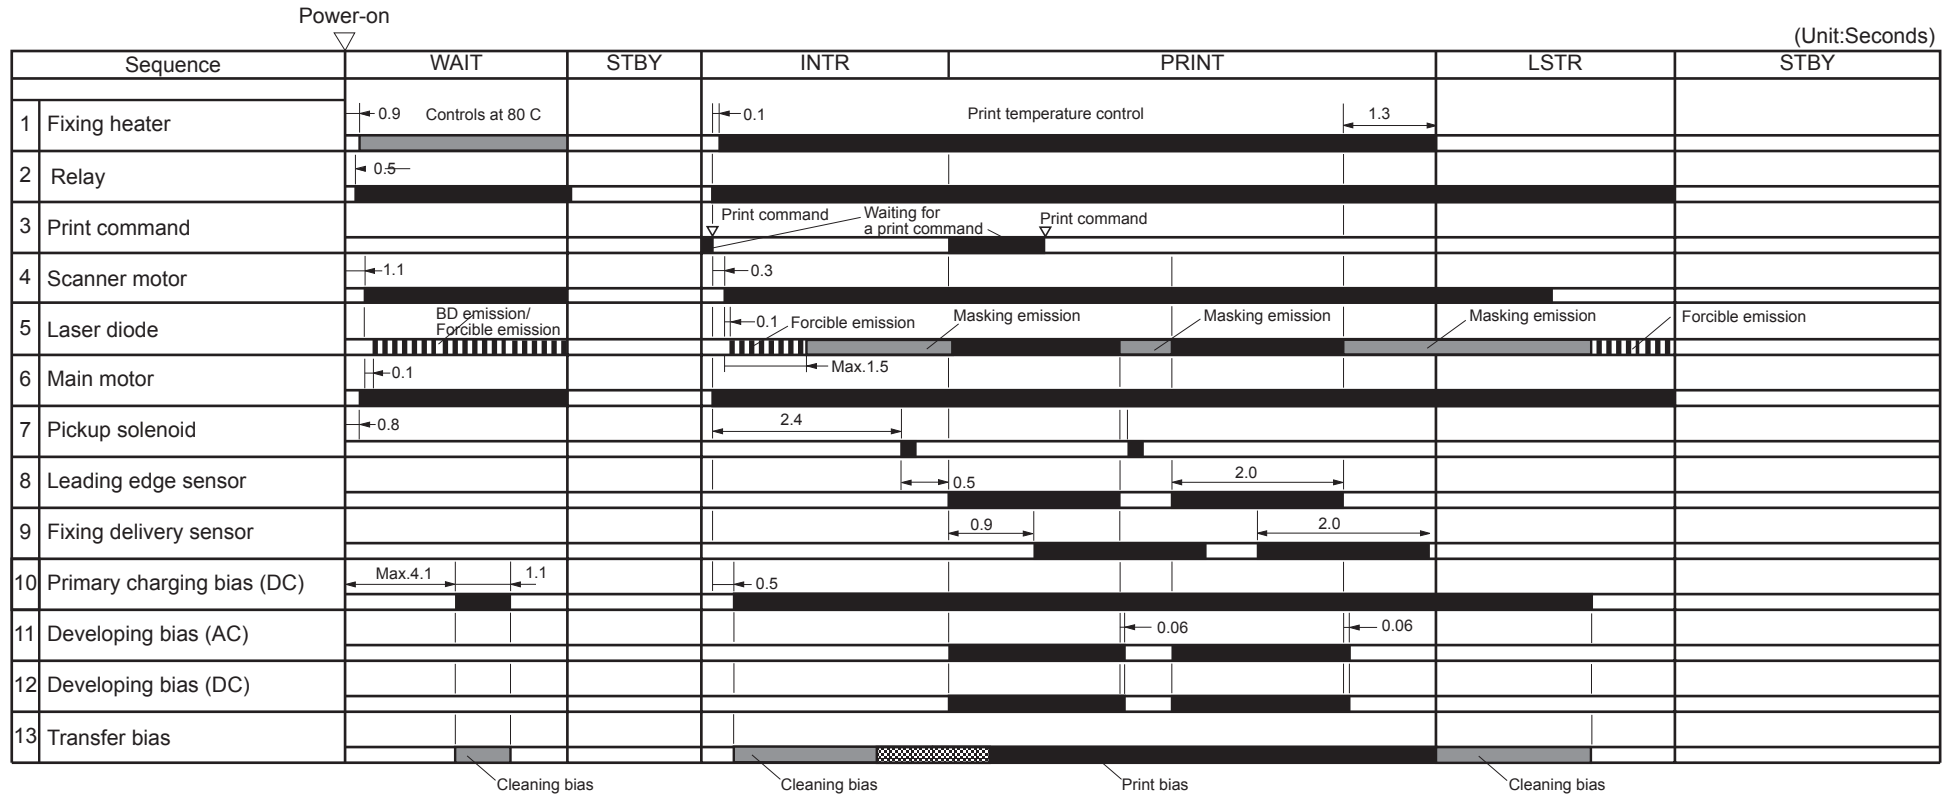 Power-on
(Unit:Seconds)
Sequence WAIT STBY INTR PRINT LSTR STBY
1 Fixing heater 0.9 Controls at 80 C 0.1 Print temperature control 1.3
2 Relay 0.5
3 Print command Print command Waiting for a print command Print command
4 Scanner motor 1.1 0.3
5 Laser diode BD emission/ Forcible emission 0.1 Forcible emission Masking emission Masking emission Masking emission Forcible emission
6 Main motor 0.1 Max.1.5
7 Pickup solenoid 0.8 2.4
8 Leading edge sensor 0.5 2.0
9 Fixing delivery sensor 0.9 2.0
10 Primary charging bias (DC) Max.4.1 1.1 0.5
11 Developing bias (AC) 0.06 0.06
12 Developing bias (DC)
13 Transfer bias
Cleaning bias Cleaning bias Print bias Cleaning bias